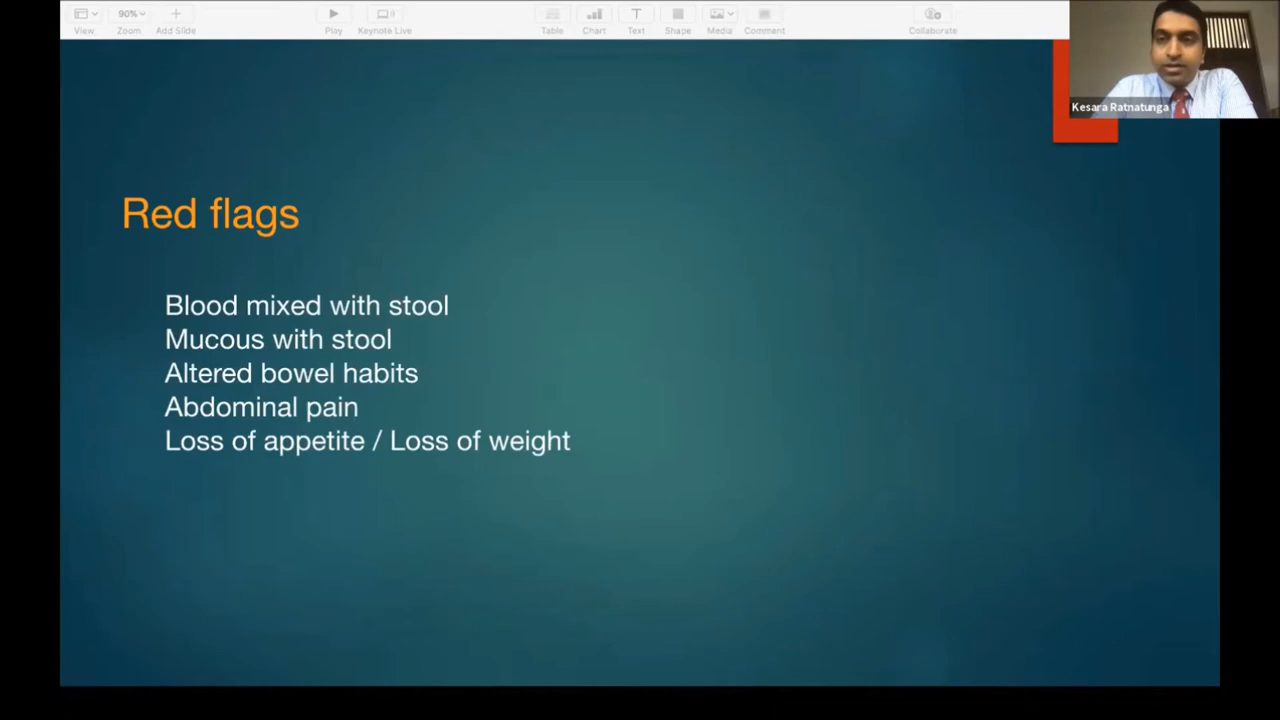 90%
View
Zoom
Add Slide
Play
Keynote Live
Table
Chart
Text
Shape
Media
Comment
Collaborate
Kesara Ratnatunga
Red flags
Blood mixed with stool
Mucous with stool
Altered bowel habits
Abdominal pain
Loss of appetite / Loss of weight